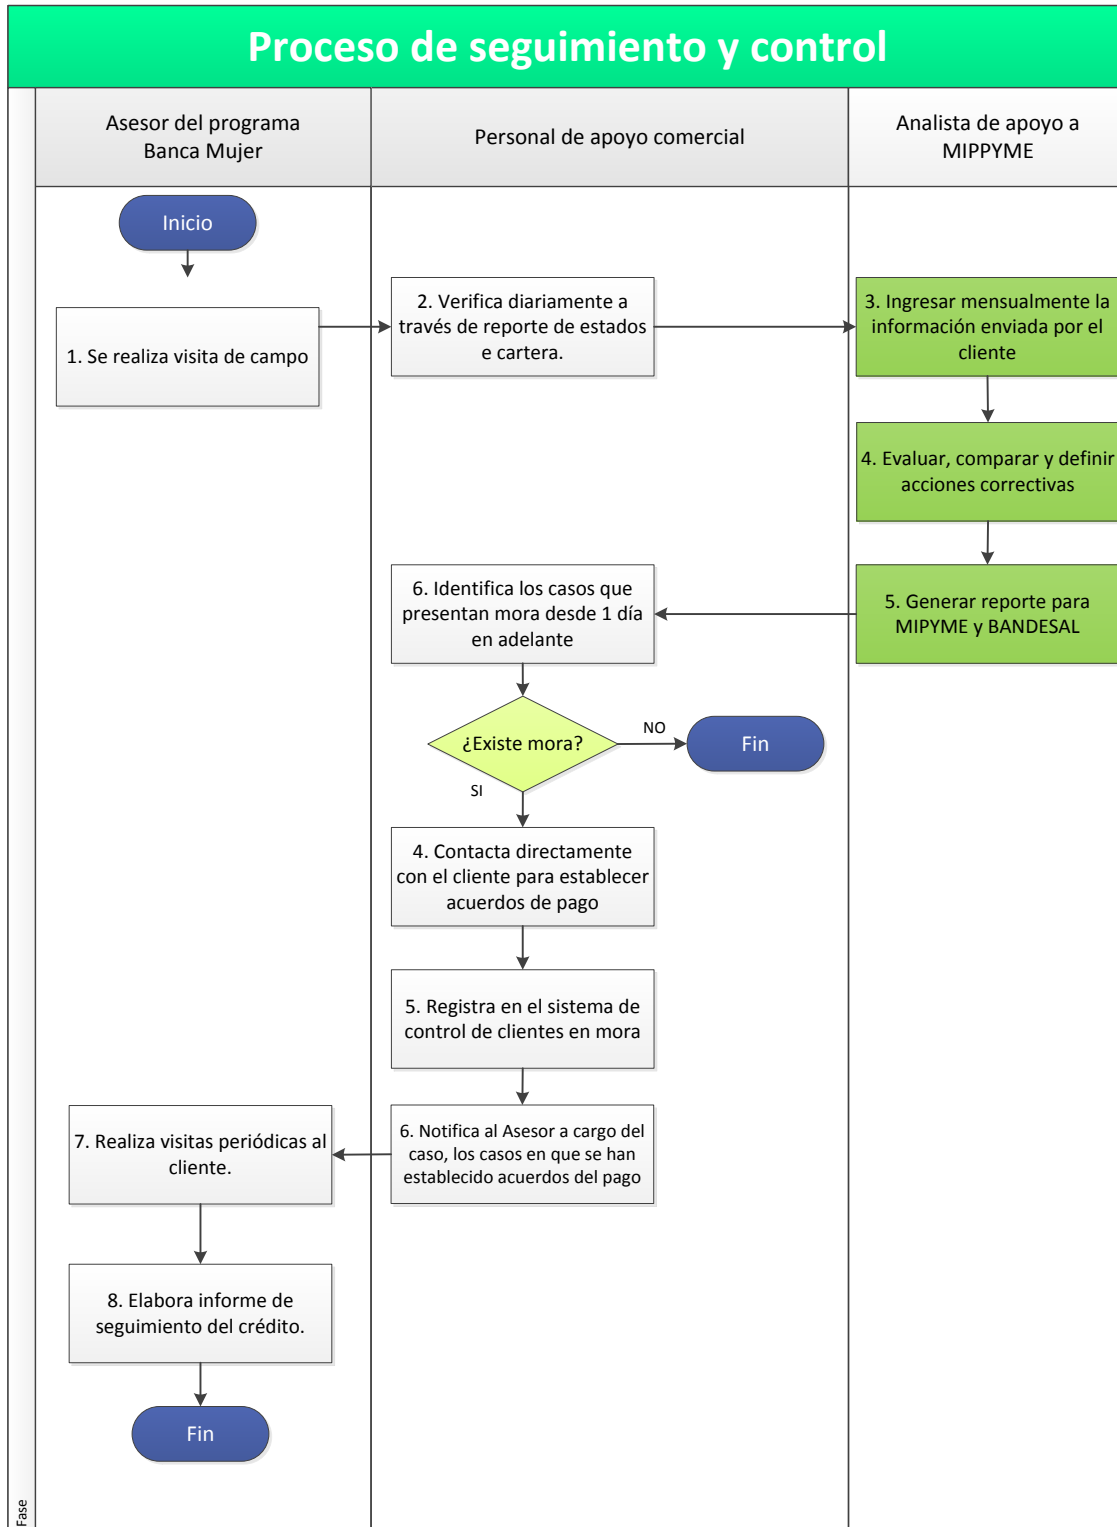 Proceso de seguimiento y control
Asesor del programa
Banca Mujer
Personal de apoyo comercial
Analista de apoyo a
MIPPYME
Inicio
1. Se realiza visita de campo
2. Verifica diariamente a
través de reporte de estados
e cartera.
3. Ingresar mensualmente la
información enviada por el
cliente
4. Evaluar, comparar y definir
acciones correctivas
5. Generar reporte para
MIPYME y BANDESAL
6. Identifica los casos que
presentan mora desde 1 día
en adelante
¿Existe mora?
NO
Fin
SI
4. Contacta directamente
con el cliente para establecer
acuerdos de pago
5. Registra en el sistema de
control de clientes en mora
6. Notifica al Asesor a cargo del
caso, los casos en que se han
establecido acuerdos del pago
7. Realiza visitas periódicas al
cliente.
8. Elabora informe de
seguimiento del crédito.
Fin
Fase